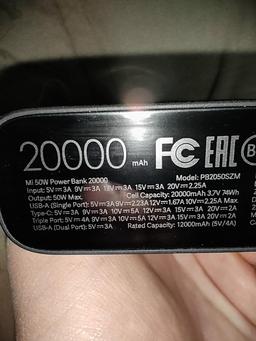 20000 mAh FC EAC B
Mi 50W Power Bank 20000 Model: PB2050SZM
Input: 5V⎓3A 9V⎓3A 12V⎓3A 15V⎓3A 20V⎓2.25A
Output: 50W Max. Cell Capacity: 20000mAh 3.7V 74Wh
USB-A (Single Port): 5V⎓3A 9V⎓2.23A 12V⎓1.67A 10V⎓2.25A Max.
Type-C: 5V⎓3A 9V⎓3A 10V⎓5A 12V⎓3A 15V⎓3A 20V⎓2A
Triple Port: 5V⎓4A 9V⎓3A 10V⎓5A 12V⎓3A 15V⎓3A 20V⎓2A
USB-A (Dual Port): 5V⎓3A Rated Capacity: 12000mAh (5V/4A)